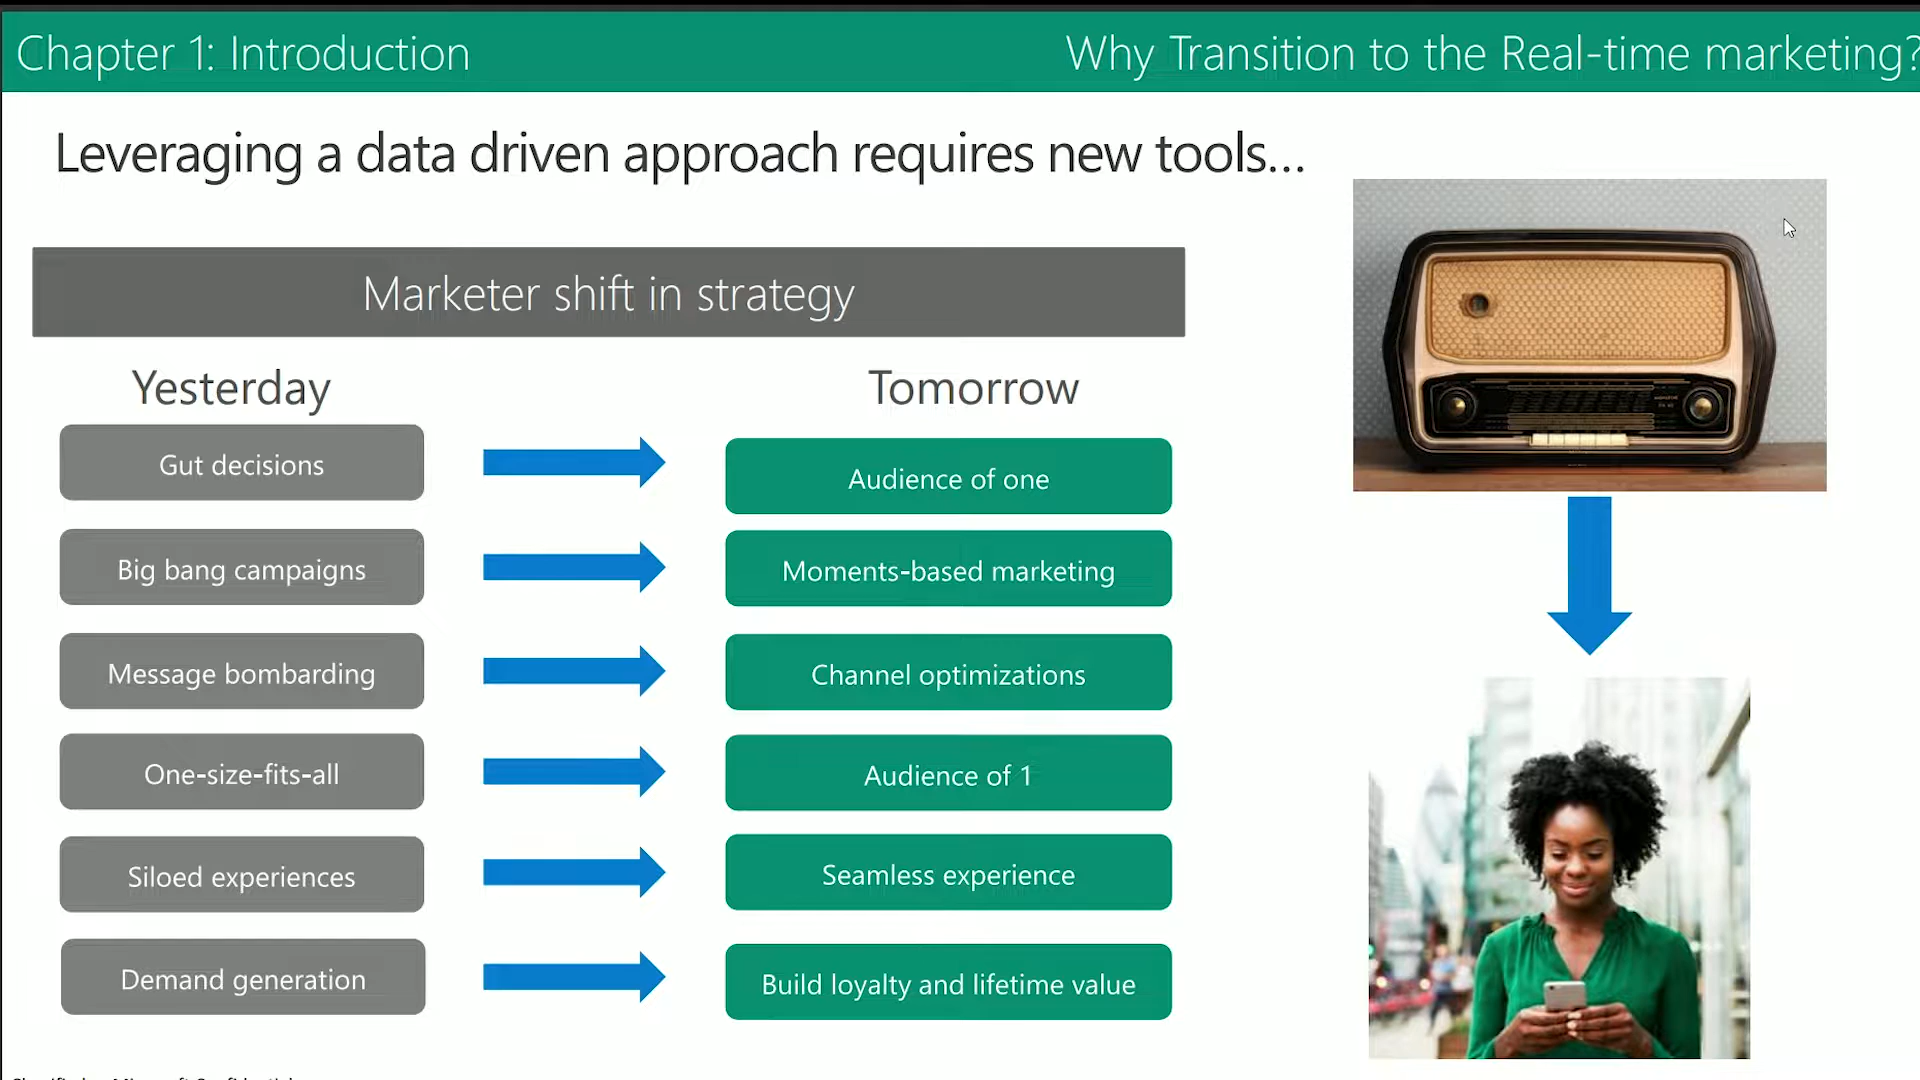 Chapter 1: Introduction
Why Transition to the Real-time marketing?
Leveraging a data driven approach requires new tools...
Marketer shift in strategy
Yesterday
Tomorrow
Gut decisions
Audience of one
Big bang campaigns
Moments-based marketing
Message bombarding
Channel optimizations
One-size-fits-all
Audience of 1
Siloed experiences
Seamless experience
Demand generation
Build loyalty and lifetime value